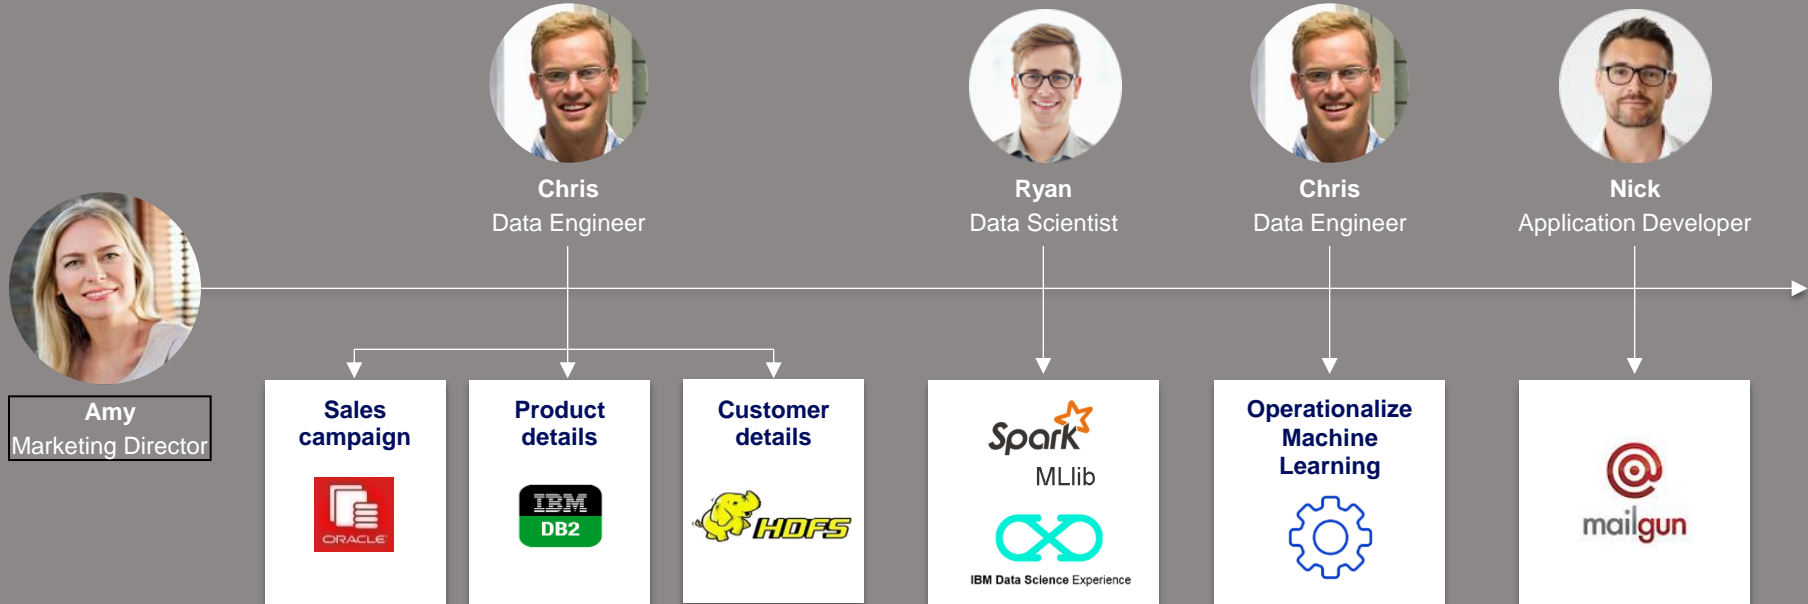 Chris
Data Engineer
Ryan
Data Scientist
Chris
Data Engineer
Nick
Application Developer
Amy
Marketing Director
Sales
campaign
ORACLE
Product
details
IBM
DB2
Customer
details
HDFS
Spark
MLlib
IBM Data Science Experience
Operationalize
Machine
Learning
@
mailgun